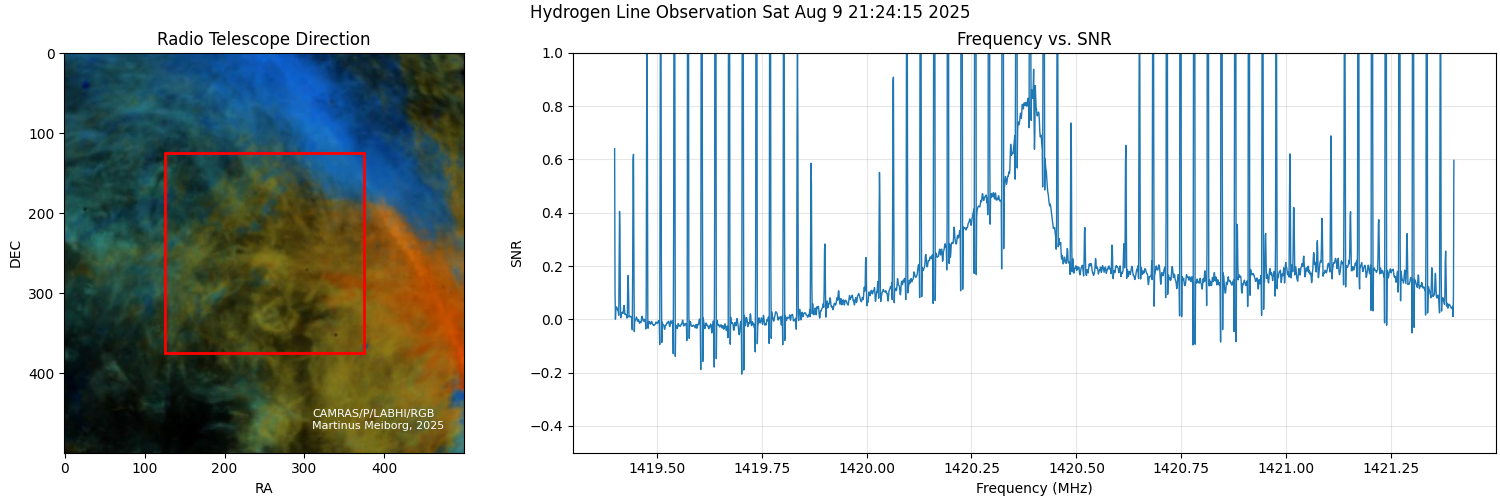 Hydrogen Line Observation Sat Aug 9 21:24:15 2025
Radio Telescope Direction
0
100
200
300
400
DEC
0
100
200
300
400
RA
CAMRAS/P/LABHI/RGB
Martinus Meiborg, 2025
Frequency vs. SNR
1.0
0.8
0.6
0.4
0.2
0.0
−0.2
−0.4
SNR
1419.50
1419.75
1420.00
1420.25
1420.50
1420.75
1421.00
1421.25
Frequency (MHz)